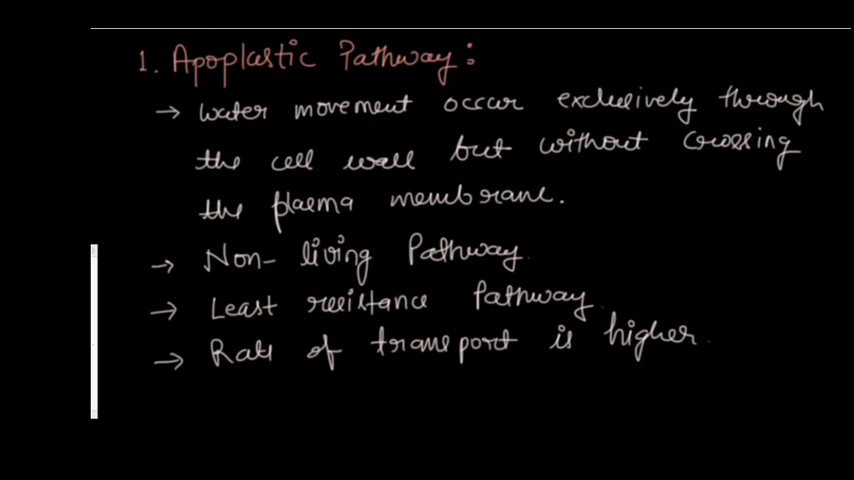 1. Apoplastic Pathway:
→ water movement occur exclusively through
the cell wall but without crossing
the plasma membrane.
→ Non-living Pathway
→ Least resistance Pathway.
→ Rate of transport is higher.